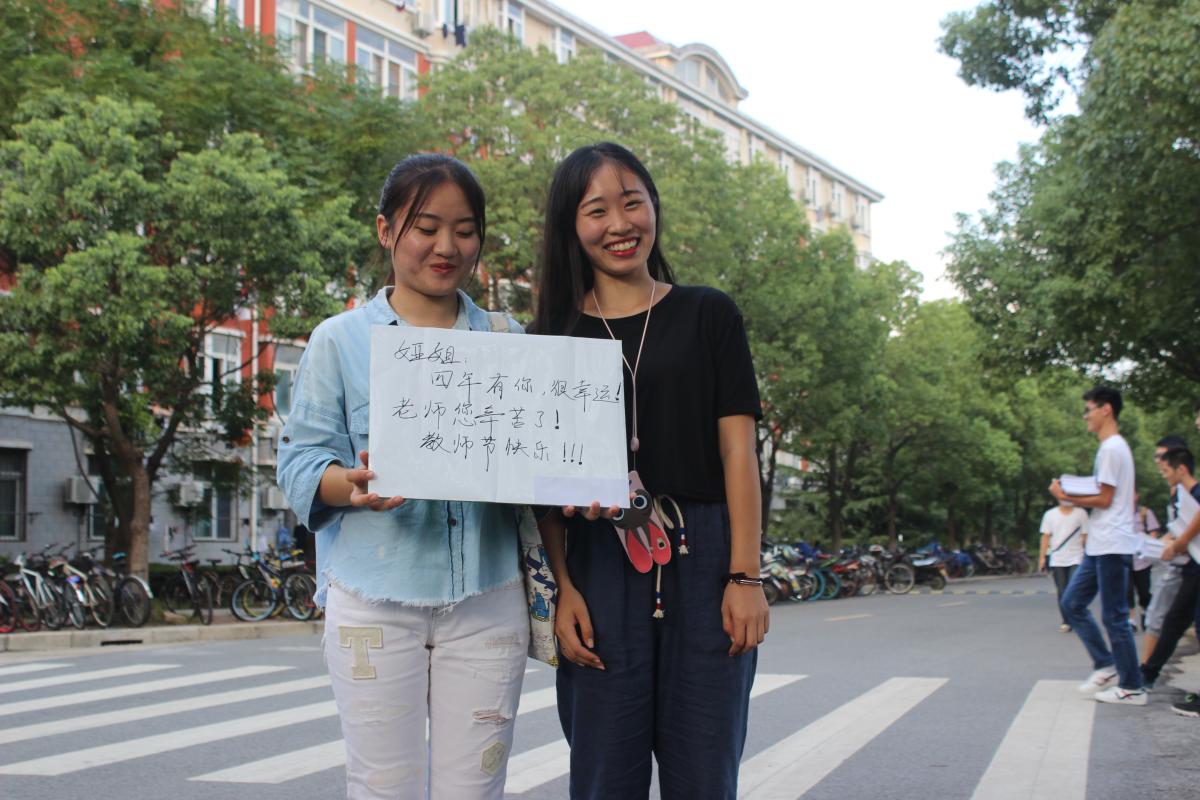 娅姐：
四年有你，很幸运！
老师您辛苦了！
教师节快乐！！！
T